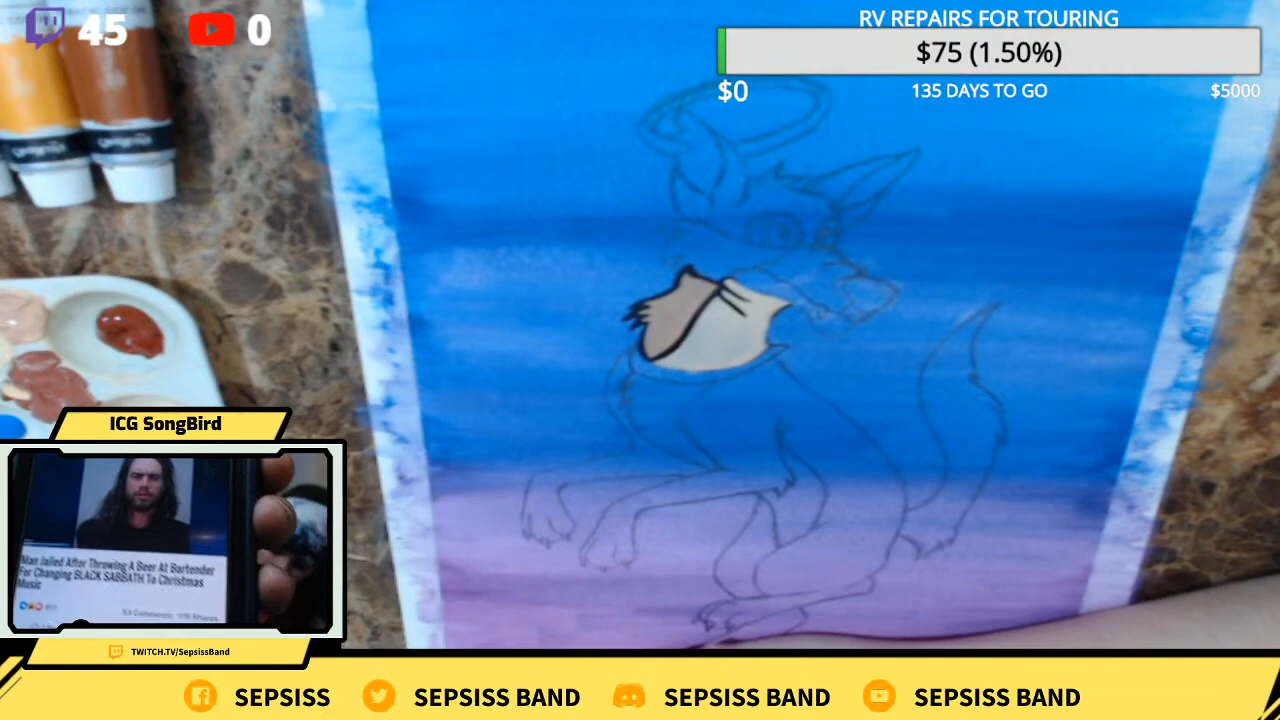 45
0
RV REPAIRS FOR TOURING
$75 (1.50%)
$0
135 DAYS TO GO
$5000
ICG SongBird
Man Jailed After Throwing A Beer At Bartender
For Changing BLACK SABBATH To Christmas
Music
TWITCH.TV/SepsissBand
SEPSISS
SEPSISS BAND
SEPSISS BAND
SEPSISS BAND